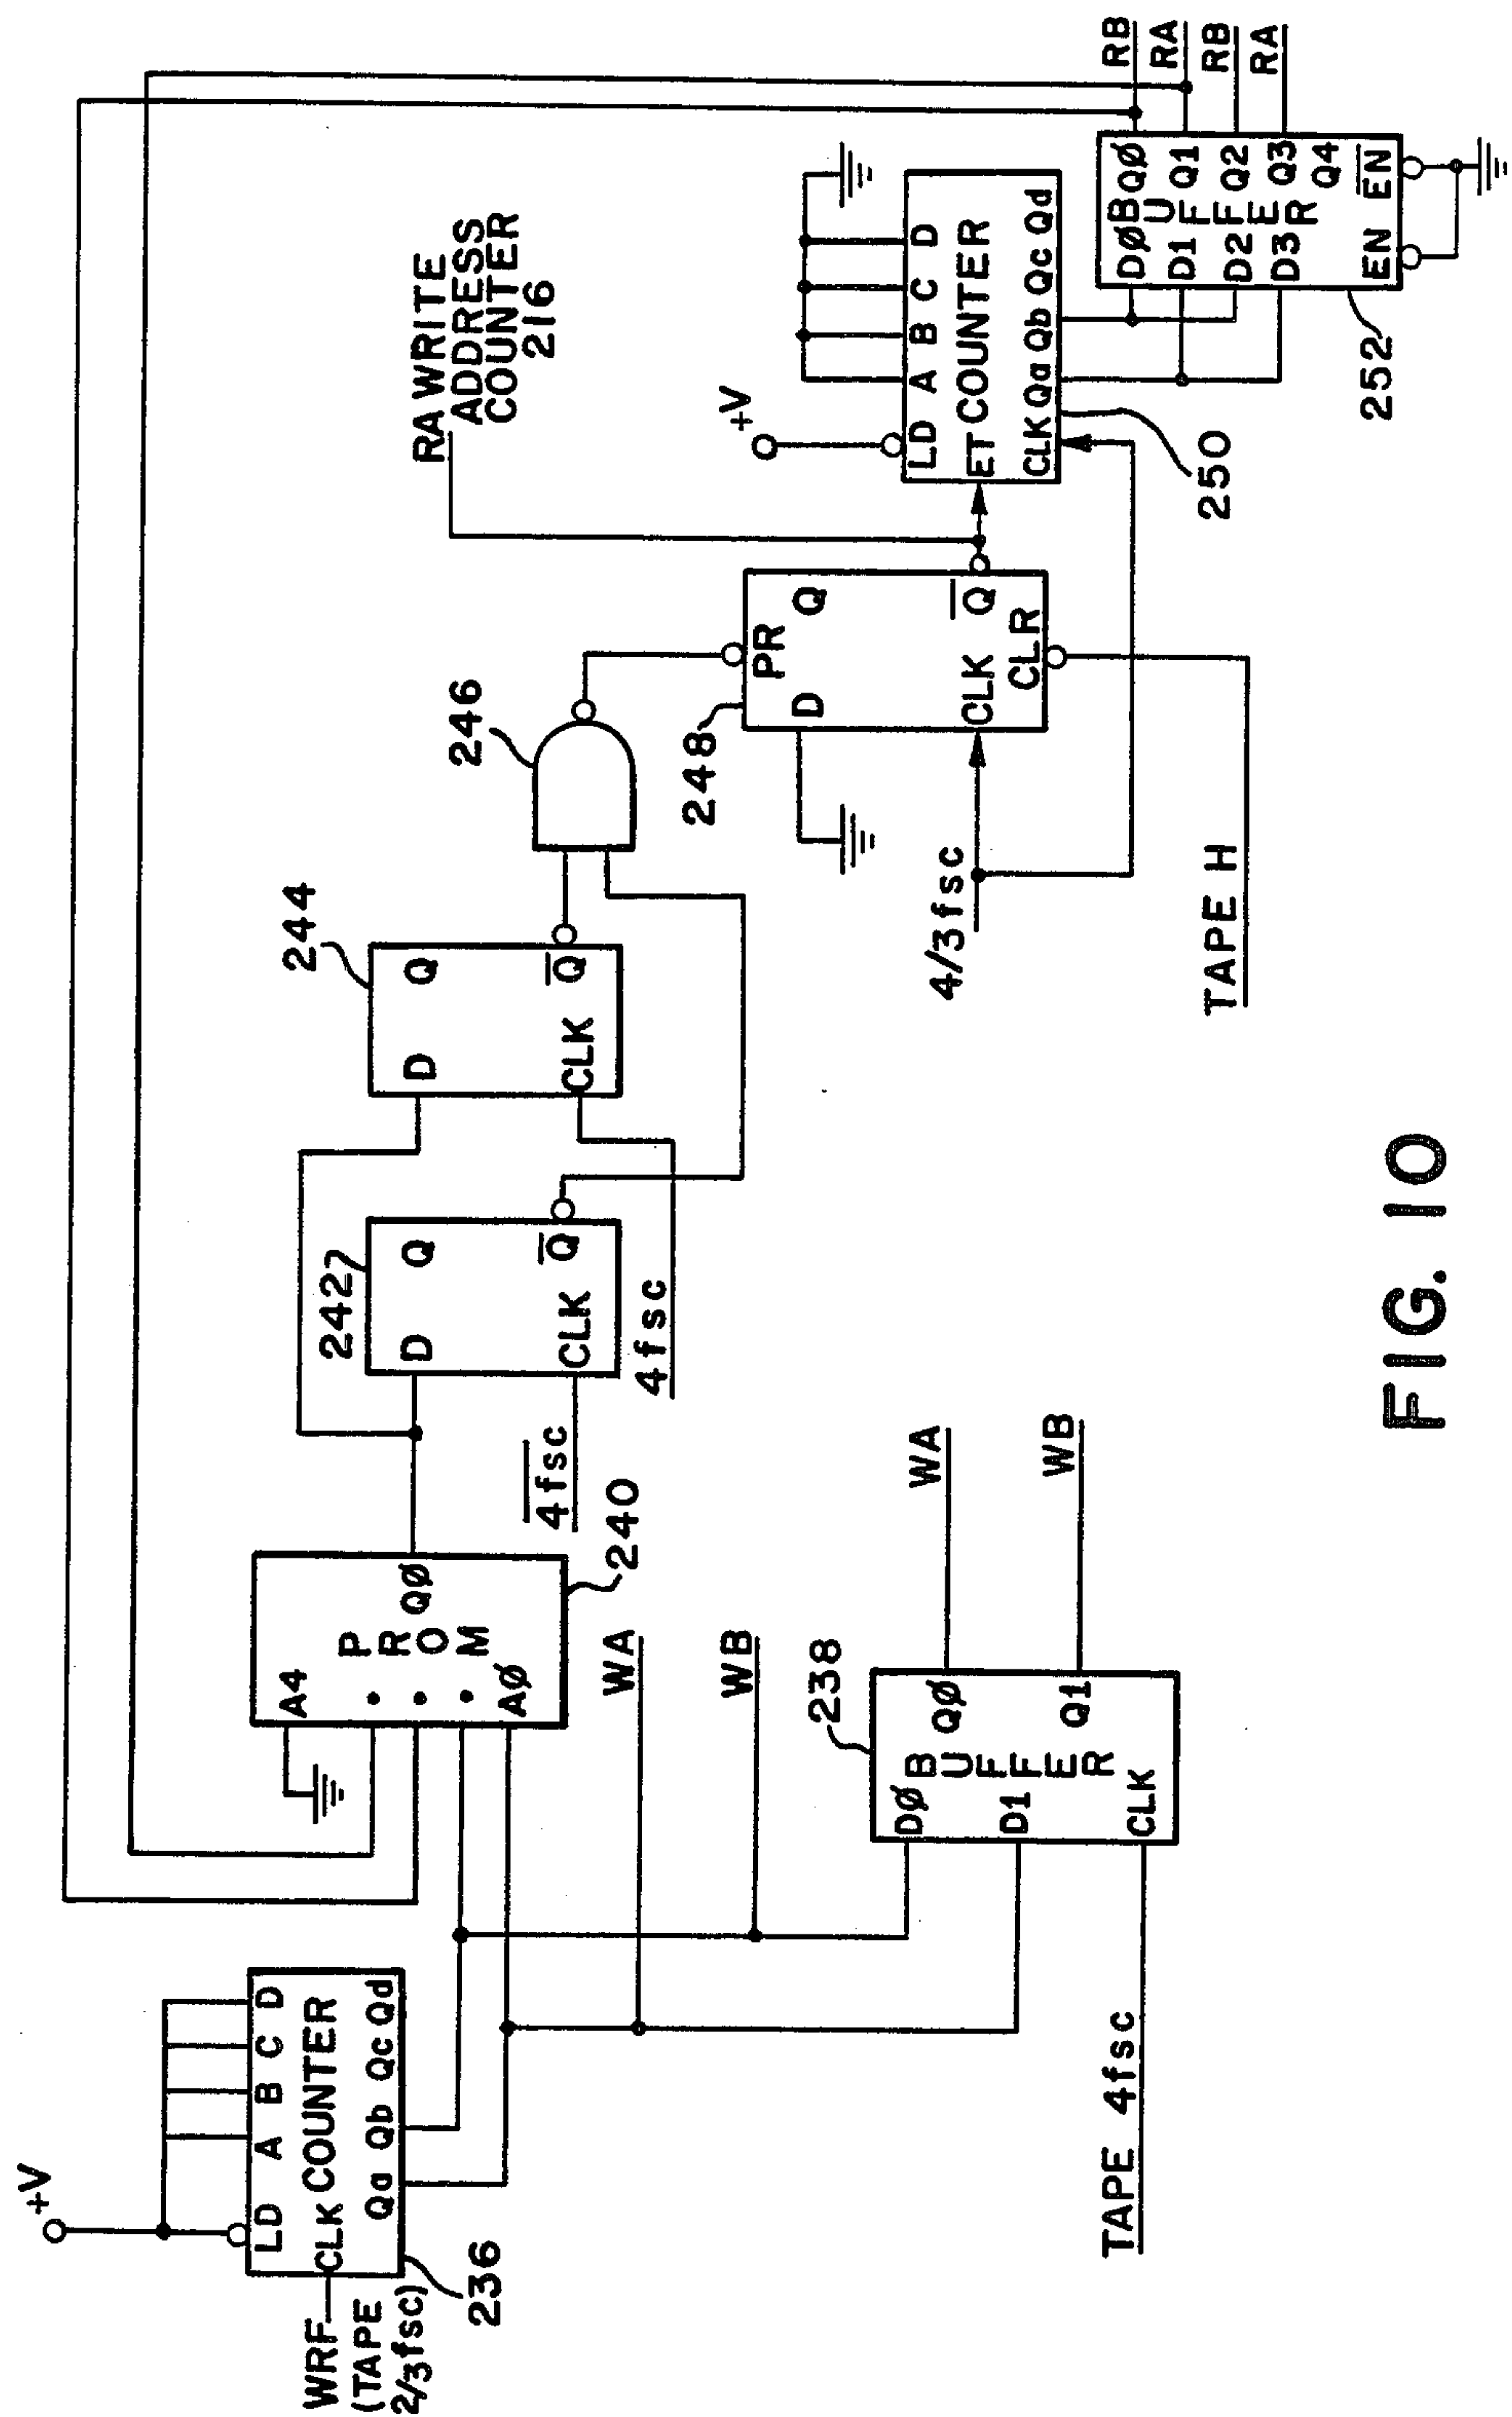 +V
LD A B C D
CLK COUNTER
Qa Qb Qc Qd
WRF
(TAPE
2/3fsc)
236
A4
PROM
QØ
AØ
240
WA
WB
238
DØ BUFFER QØ
D1 Q1
CLK
TAPE 4fsc
WA
WB
242
D Q
CLK Q
4fsc
4fsc
244
D Q
CLK Q
246
248
PR
D Q
CLK Q
CLR
4/3fsc
TAPE H
RA WRITE
ADDRESS
COUNTER
216
+V
LD A B C D
ET COUNTER
CLK Qa Qb Qc Qd
250
DØ BUFFER QØ
D1 Q1
D2 Q2
D3 Q3
Q4
EN EN
252
RB
RA
RB
RA
FIG. 10